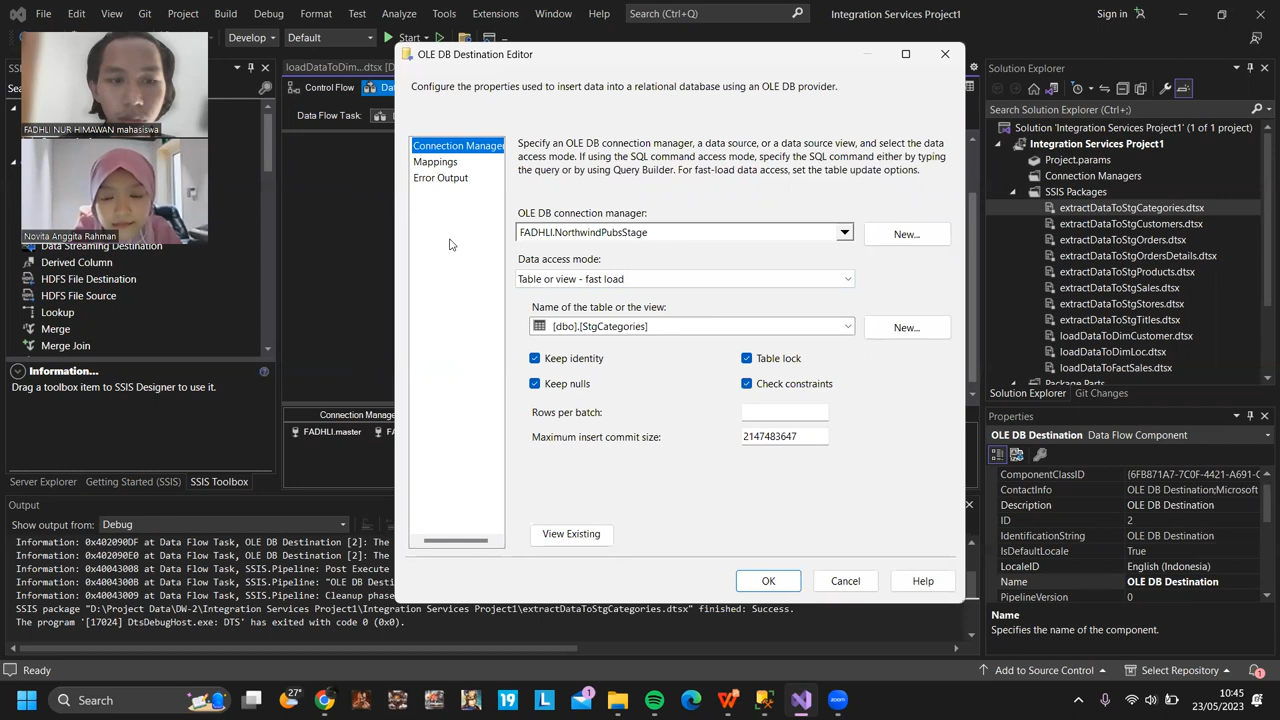 File Edit View Git Project Build Debug Format Test Analyze Tools Extensions Window Help Search (Ctrl+Q) Integration Services Project1 Sign in
Develop Default Start
FADHLI NUR HIMAWAN mahasiswa
Novita Anggita Rahman
SSIS
Sear
Data Streaming Destination
Derived Column
HDFS File Destination
HDFS File Source
Lookup
Merge
Merge Join
Information...
Drag a toolbox item to SSIS Designer to use it.
Server Explorer Getting Started (SSIS) SSIS Toolbox
loadDataToDim...dtsx [D
Control Flow Dat
Data Flow Task:
Connection Manage
FADHLI.master F
OLE DB Destination Editor
Configure the properties used to insert data into a relational database using an OLE DB provider.
Connection Manager
Mappings
Error Output
Specify an OLE DB connection manager, a data source, or a data source view, and select the data
access mode. If using the SQL command access mode, specify the SQL command either by typing
the query or by using Query Builder. For fast-load data access, set the table update options.
OLE DB connection manager:
FADHLI.NorthwindPubsStage New...
Data access mode:
Table or view - fast load
Name of the table or the view:
[dbo].[StgCategories] New...
Keep identity Table lock
Keep nulls Check constraints
Rows per batch:
Maximum insert commit size: 2147483647
View Existing
OK Cancel Help
Solution Explorer
Search Solution Explorer (Ctrl+;)
Solution 'Integration Services Project1' (1 of 1 project)
Integration Services Project1
Project.params
Connection Managers
SSIS Packages
extractDataToStgCategories.dtsx
extractDataToStgCustomers.dtsx
extractDataToStgOrders.dtsx
extractDataToStgOrdersDetails.dtsx
extractDataToStgProducts.dtsx
extractDataToStgSales.dtsx
extractDataToStgStores.dtsx
extractDataToStgTitles.dtsx
loadDataToDimCustomer.dtsx
loadDataToDimLoc.dtsx
loadDataToFactSales.dtsx
Package Parts
Solution Explorer Git Changes
Properties
OLE DB Destination Data Flow Component
ComponentClassID {6FB871A7-7C0F-4421-A691-C
ContactInfo OLE DB Destination;Microsoft
Description OLE DB Destination
ID 2
IdentificationString OLE DB Destination
IsDefaultLocale True
LocaleID English (Indonesia)
Name OLE DB Destination
PipelineVersion 0
Name
Specifies the name of the component.
Output
Show output from: Debug
Information: 0x402090DF at Data Flow Task, OLE DB Destination [2]: The
Information: 0x402090E0 at Data Flow Task, OLE DB Destination [2]: The
Information: 0x40043008 at Data Flow Task, SSIS.Pipeline: Post Execute
Information: 0x4004300B at Data Flow Task, SSIS.Pipeline: "OLE DB Dest
Information: 0x40043009 at Data Flow Task, SSIS.Pipeline: Cleanup phase
SSIS package "D:\Project Data\DW-2\Integration Services Project1\extractDataToStgCategories.dtsx" finished: Success.
The program '[17024] DtsDebugHost.exe: DTS' has exited with code 0 (0x0).
Ready Add to Source Control Select Repository 1
Search 27° 19 L 1 10:45
23/05/2023